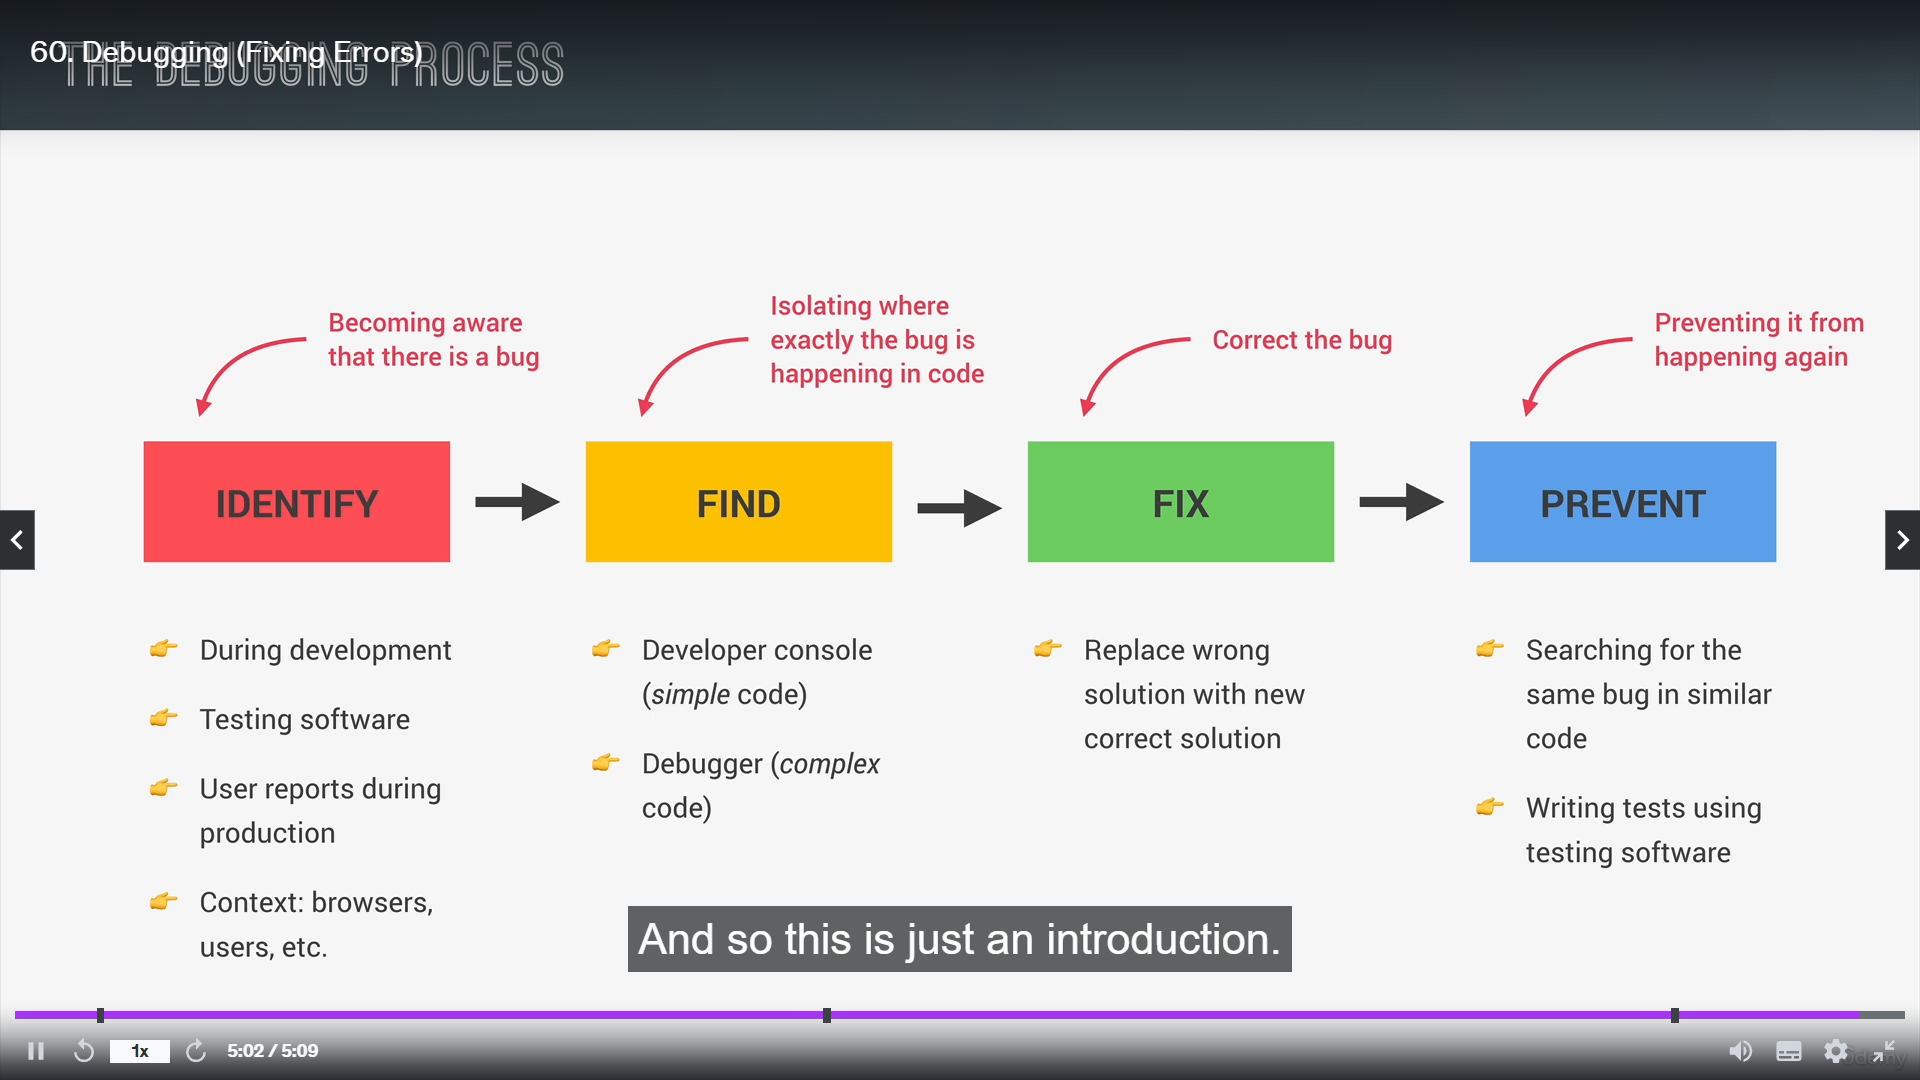 60. Debugging (Fixing Errors)
THE DEBUGGING PROCESS
Becoming aware
that there is a bug
Isolating where
exactly the bug is
happening in code
Correct the bug
Preventing it from
happening again
IDENTIFY
FIND
FIX
PREVENT
👉 During development
👉 Testing software
👉 User reports during
production
👉 Context: browsers,
users, etc.
👉 Developer console
(simple code)
👉 Debugger (complex
code)
👉 Replace wrong
solution with new
correct solution
👉 Searching for the
same bug in similar
code
👉 Writing tests using
testing software
And so this is just an introduction.
1x
5:02 / 5:09
udemy